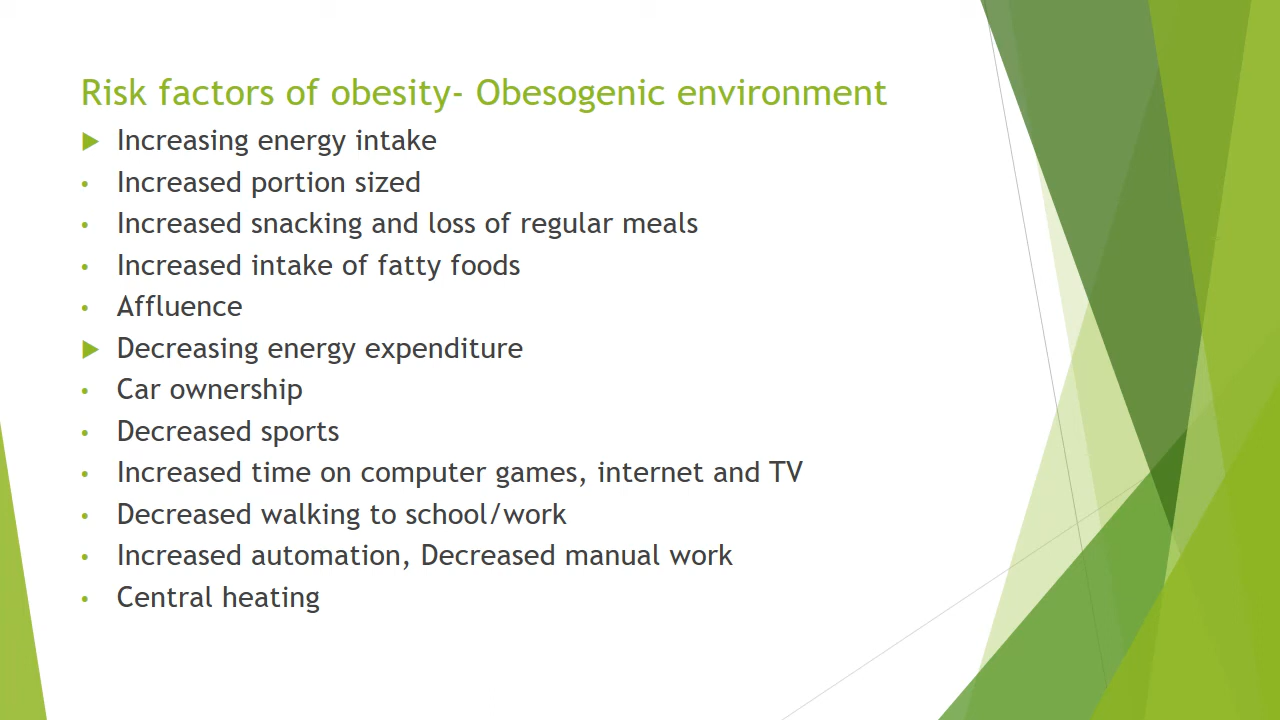 Risk factors of obesity- Obesogenic environment
▶ Increasing energy intake
• Increased portion sized
• Increased snacking and loss of regular meals
• Increased intake of fatty foods
• Affluence
▶ Decreasing energy expenditure
• Car ownership
• Decreased sports
• Increased time on computer games, internet and TV
• Decreased walking to school/work
• Increased automation, Decreased manual work
• Central heating